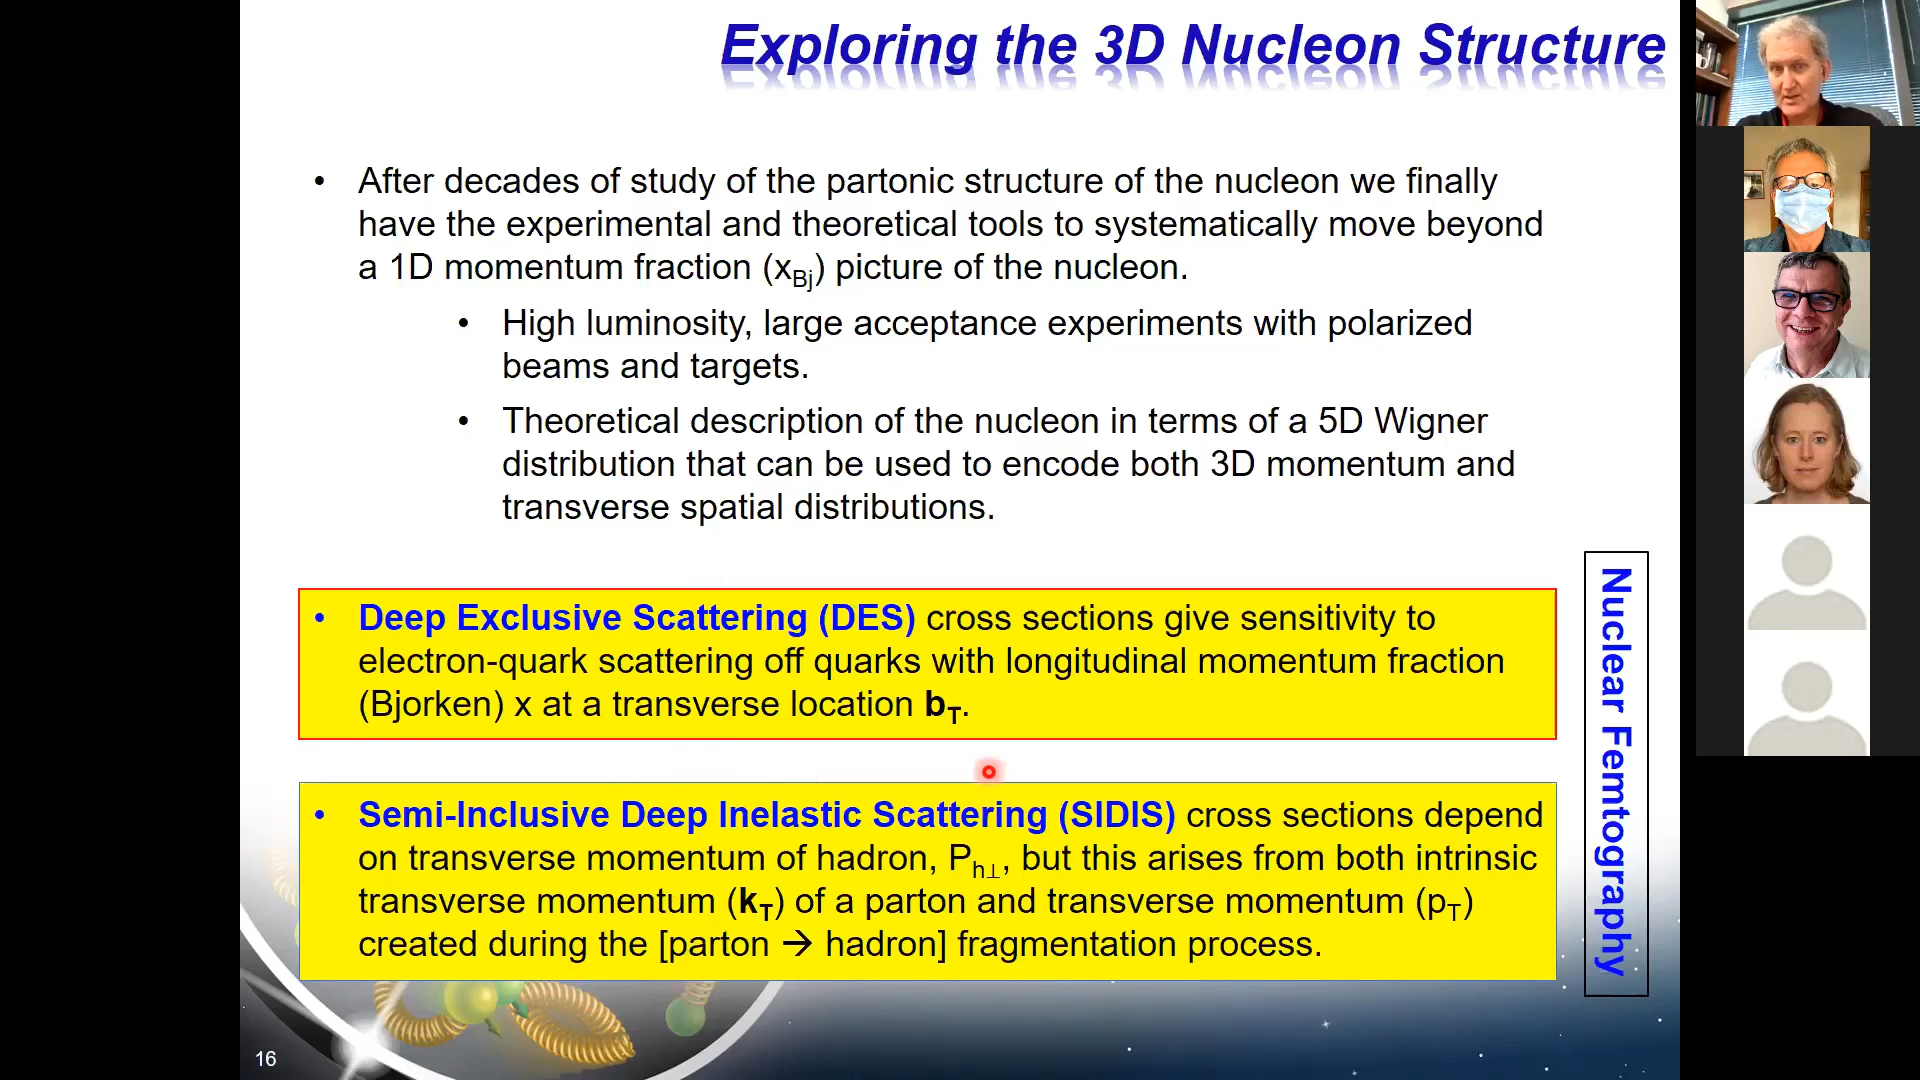 Exploring the 3D Nucleon Structure
• After decades of study of the partonic structure of the nucleon we finally
have the experimental and theoretical tools to systematically move beyond
a 1D momentum fraction (xBj) picture of the nucleon.
• High luminosity, large acceptance experiments with polarized
beams and targets.
• Theoretical description of the nucleon in terms of a 5D Wigner
distribution that can be used to encode both 3D momentum and
transverse spatial distributions.
• Deep Exclusive Scattering (DES) cross sections give sensitivity to
electron-quark scattering off quarks with longitudinal momentum fraction
(Bjorken) x at a transverse location bT.
• Semi-Inclusive Deep Inelastic Scattering (SIDIS) cross sections depend
on transverse momentum of hadron, Ph⊥, but this arises from both intrinsic
transverse momentum (kT) of a parton and transverse momentum (pT)
created during the [parton → hadron] fragmentation process.
Nuclear Femtography
16